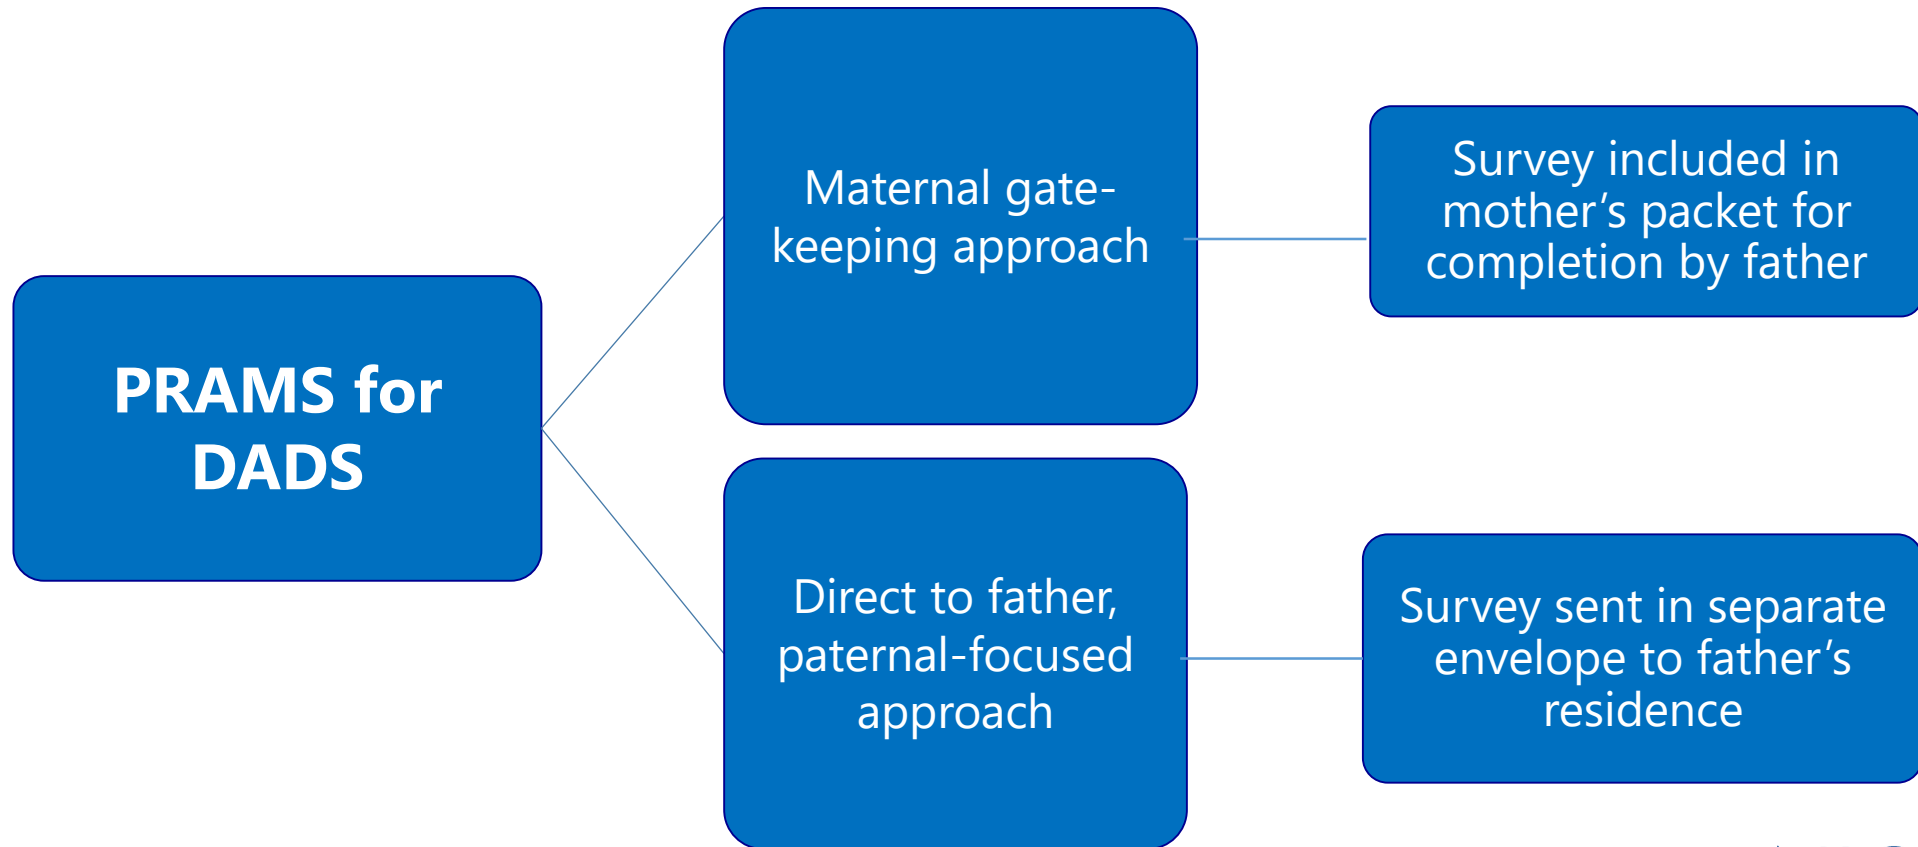 PRAMS for
DADS
Maternal gate-
keeping approach
Survey included in
mother’s packet for
completion by father
Direct to father,
paternal-focused
approach
Survey sent in separate
envelope to father’s
residence